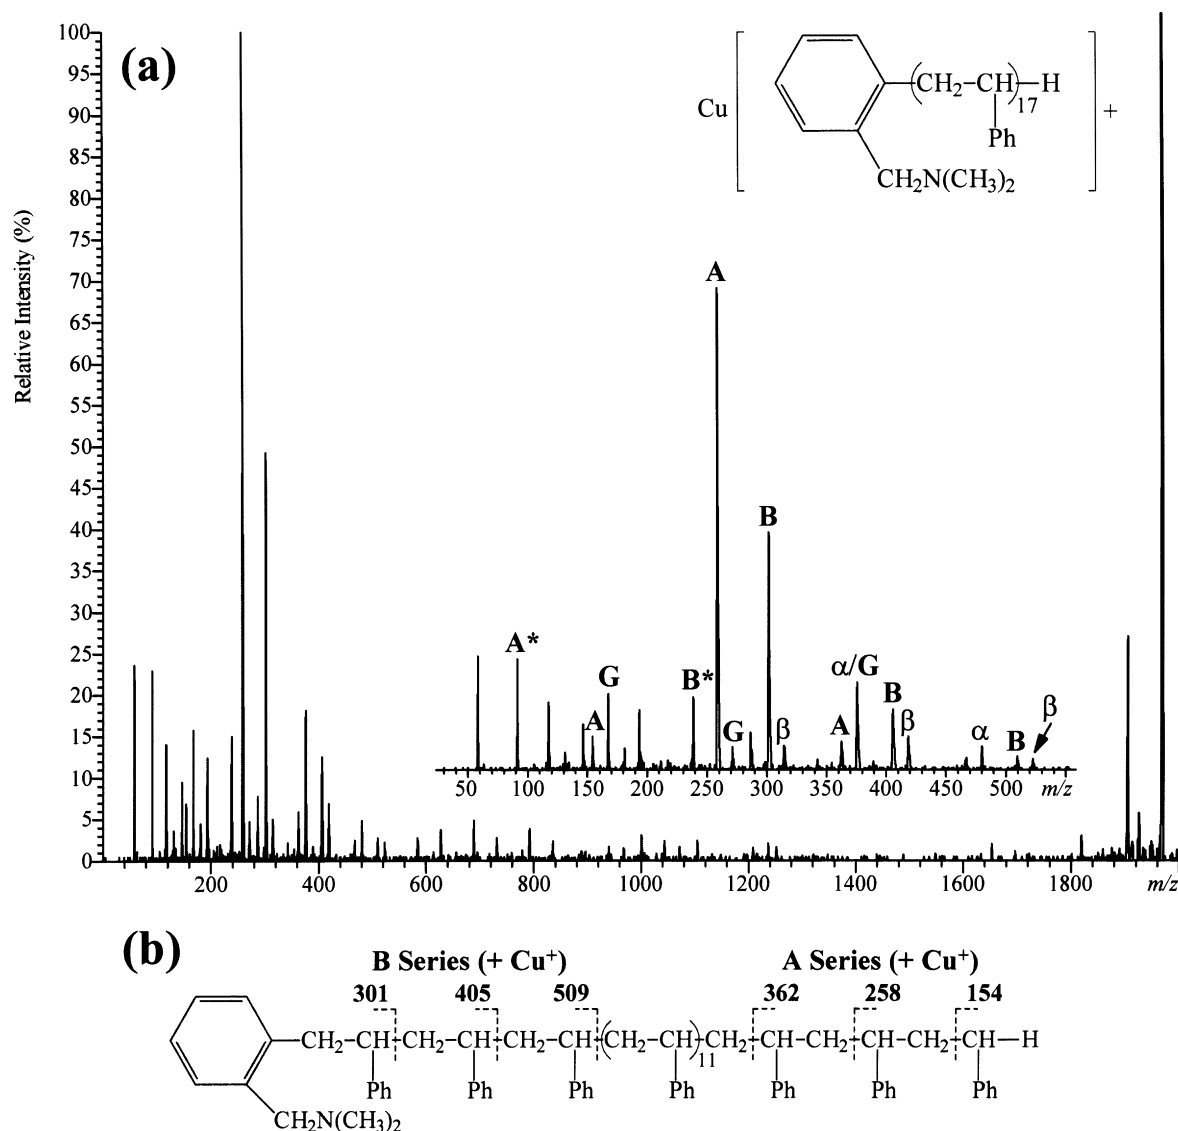 (a)
Relative Intensity (%)
100
95
90
85
80
75
70
65
60
55
50
45
40
35
30
25
20
15
10
5
0
Cu
(CH2-CH)17-H
Ph
CH2N(CH3)2
+
A
B
A*
G
A
B*
G
β
A
α/G
B
β
α
B
β
50 100 150 200 250 300 350 400 450 500 m/z
200 400 600 800 1000 1200 1400 1600 1800 m/z
(b)
B Series (+ Cu+) A Series (+ Cu+)
301 405 509 362 258 154
CH2-CH-CH2-CH-CH2-CH-(CH2-CH)11-CH2-CH-CH2-CH-CH2-CH-H
Ph Ph Ph Ph Ph Ph Ph
CH2N(CH3)2